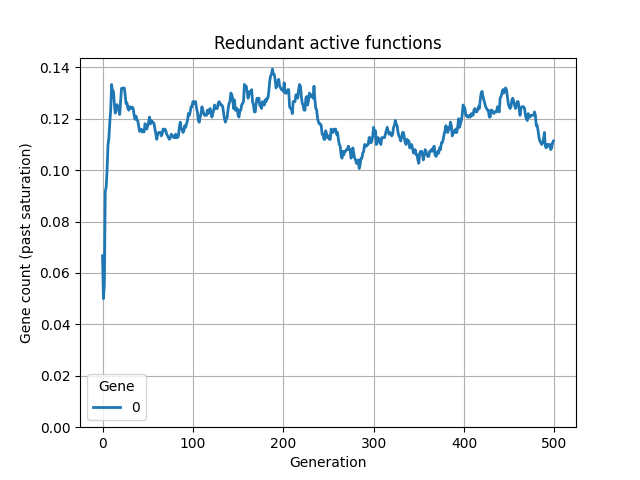 Redundant active functions
Gene count (past saturation)
0.14
0.12
0.10
0.08
0.06
0.04
0.02
0.00
Gene
0
0 100 200 300 400 500
Generation